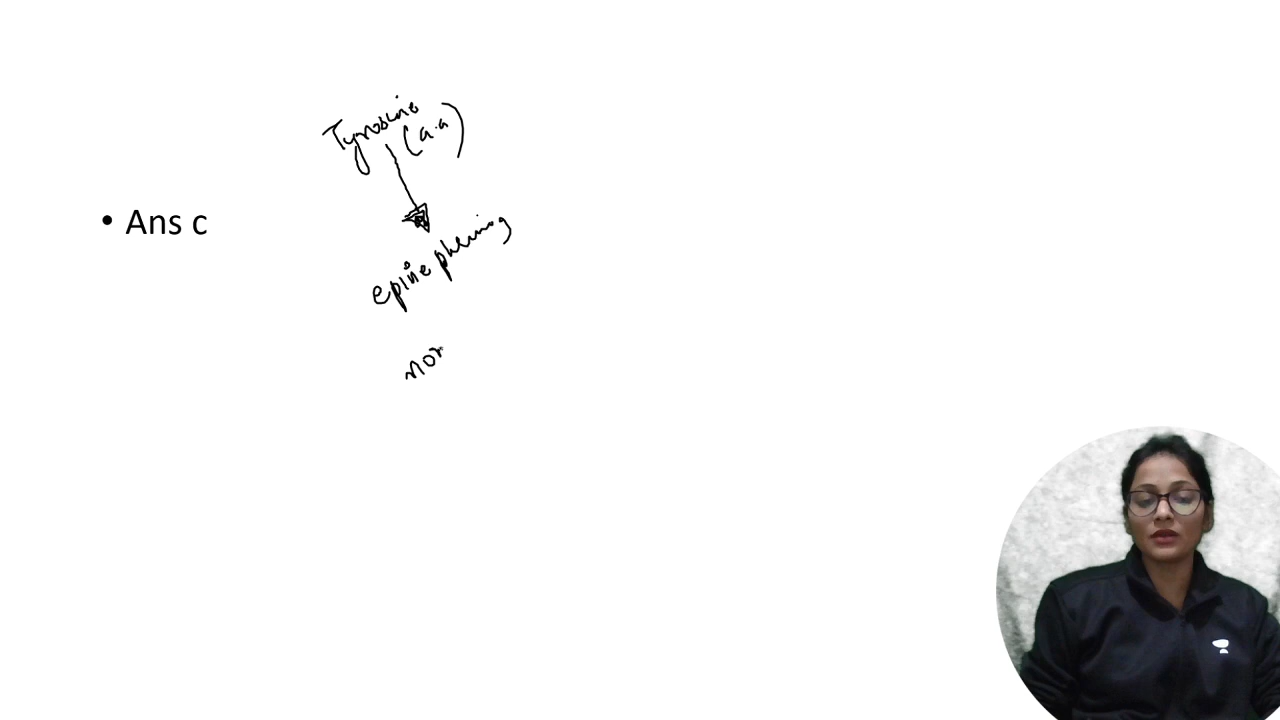 Tyrosine
(a.a)
• Ans c
epinephrine
nor